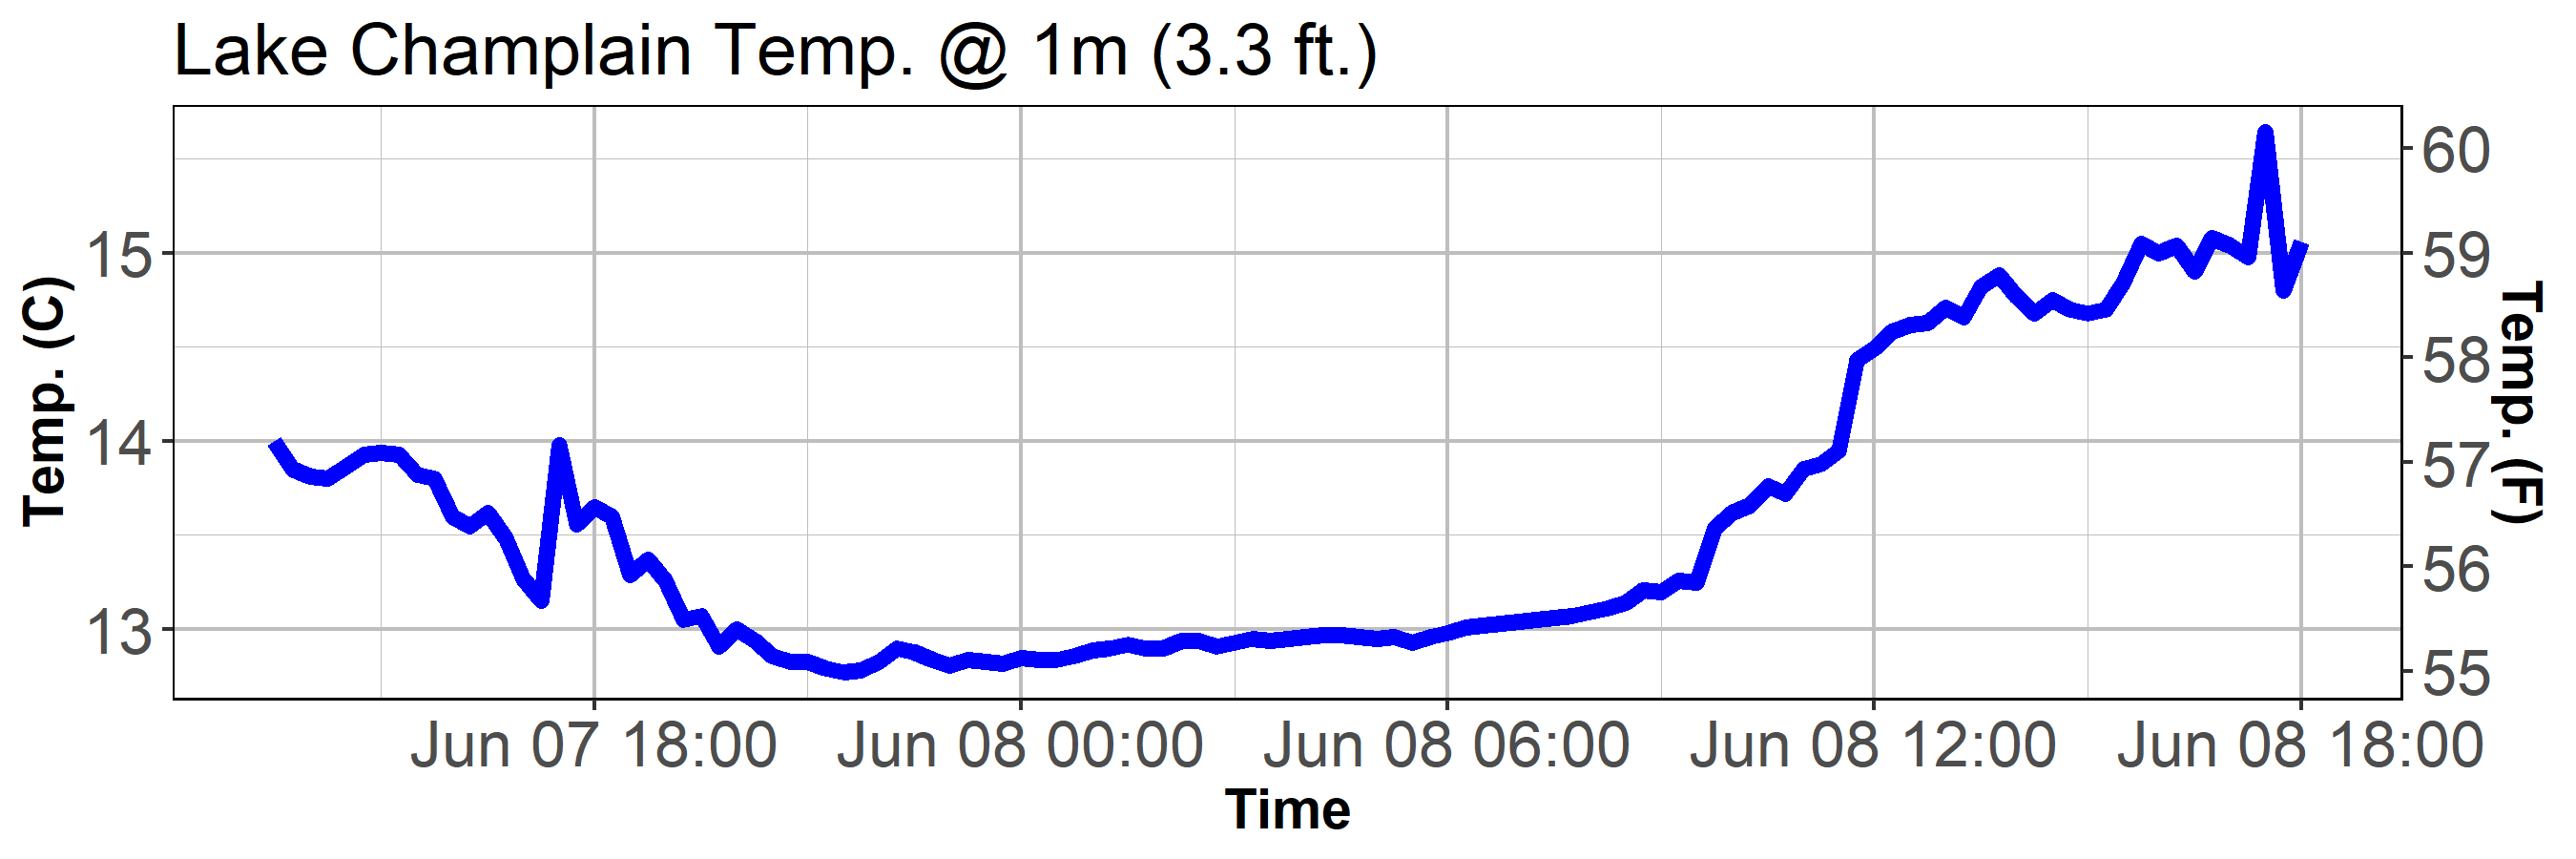 Lake Champlain Temp. @ 1m (3.3 ft.)
Temp. (C)
15
14
13
60
59
58
57
56
55
Temp. (F)
Jun 07 18:00 Jun 08 00:00 Jun 08 06:00 Jun 08 12:00 Jun 08 18:00
Time